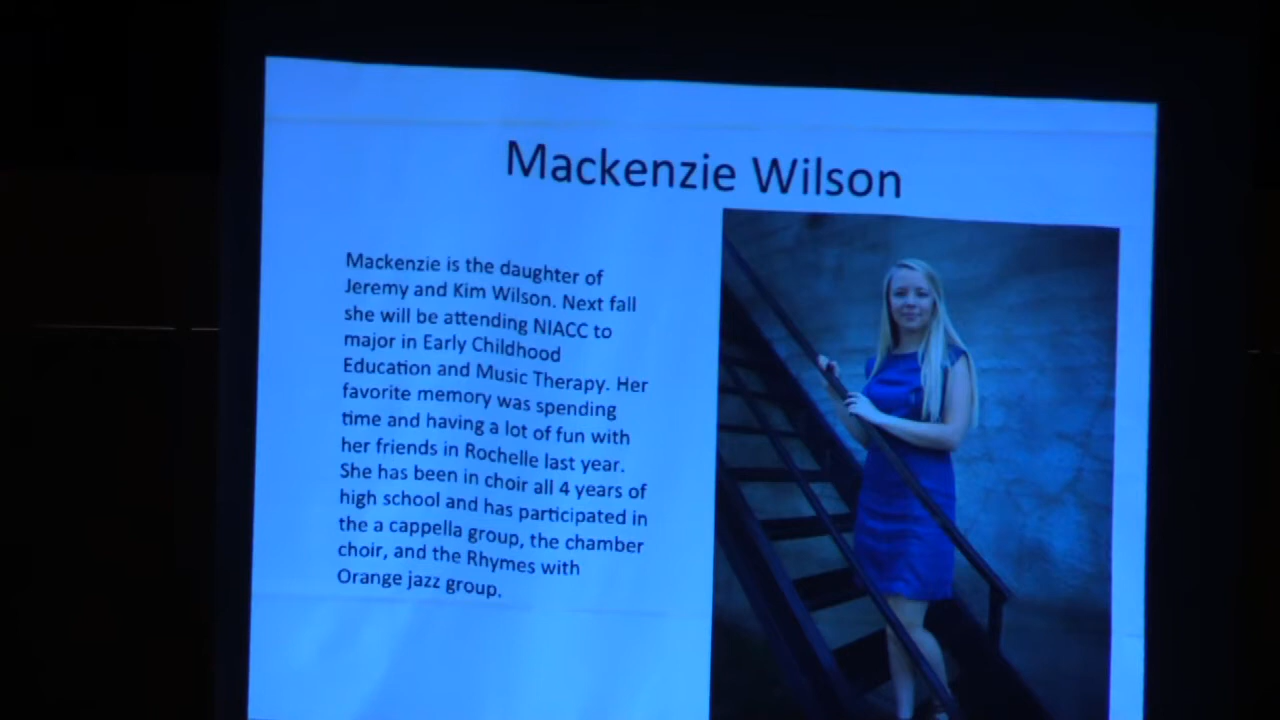 Mackenzie Wilson
Mackenzie is the daughter of
Jeremy and Kim Wilson. Next fall
she will be attending NIACC to
major in Early Childhood
Education and Music Therapy. Her
favorite memory was spending
time and having a lot of fun with
her friends in Rochelle last year.
She has been in choir all 4 years of
high school and has participated in
the a cappella group, the chamber
choir, and the Rhymes with
Orange jazz group.